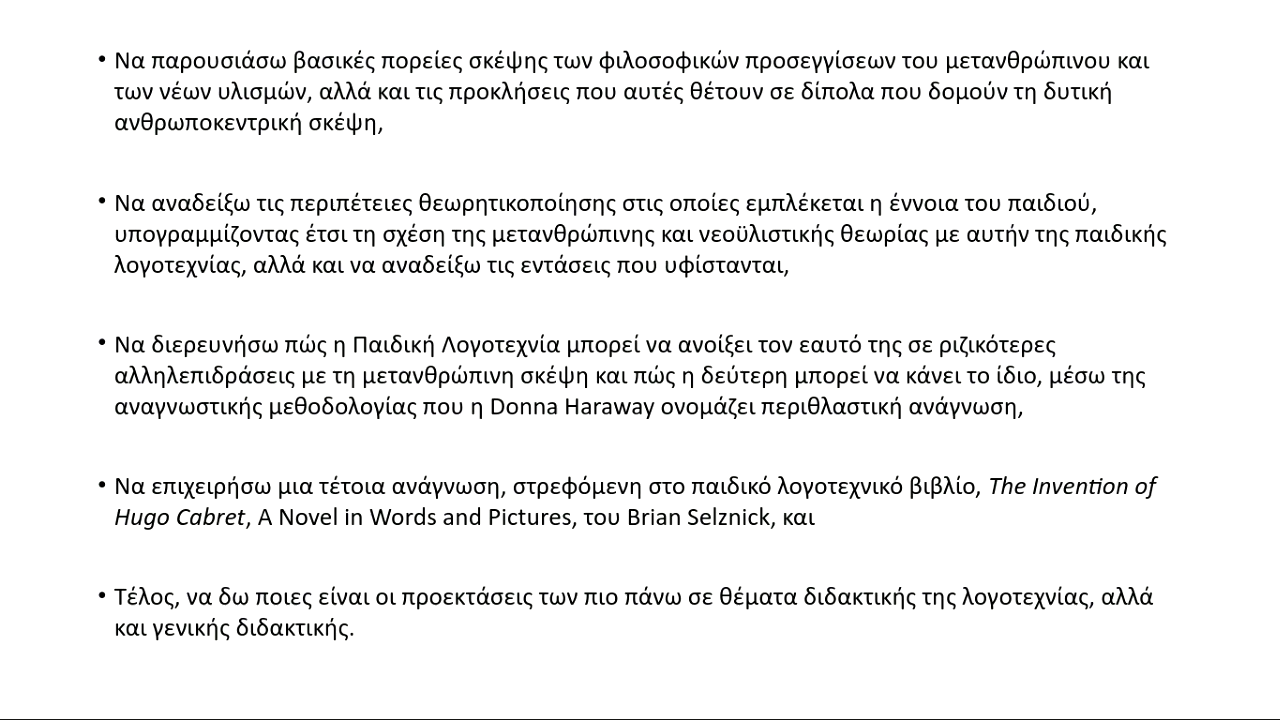 • Να παρουσιάσω βασικές πορείες σκέψης των φιλοσοφικών προσεγγίσεων του μετανθρώπινου και
των νέων υλισμών, αλλά και τις προκλήσεις που αυτές θέτουν σε δίπολα που δομούν τη δυτική
ανθρωποκεντρική σκέψη,
• Να αναδείξω τις περιπέτειες θεωρητικοποίησης στις οποίες εμπλέκεται η έννοια του παιδιού,
υπογραμμίζοντας έτσι τη σχέση της μετανθρώπινης και νεοϋλιστικής θεωρίας με αυτήν της παιδικής
λογοτεχνίας, αλλά και να αναδείξω τις εντάσεις που υφίστανται,
• Να διερευνήσω πώς η Παιδική Λογοτεχνία μπορεί να ανοίξει τον εαυτό της σε ριζικότερες
αλληλεπιδράσεις με τη μετανθρώπινη σκέψη και πώς η δεύτερη μπορεί να κάνει το ίδιο, μέσω της
αναγνωστικής μεθοδολογίας που η Donna Haraway ονομάζει περιθλαστική ανάγνωση,
• Να επιχειρήσω μια τέτοια ανάγνωση, στρεφόμενη στο παιδικό λογοτεχνικό βιβλίο, The Invention of
Hugo Cabret, A Novel in Words and Pictures, του Brian Selznick, και
• Τέλος, να δω ποιες είναι οι προεκτάσεις των πιο πάνω σε θέματα διδακτικής της λογοτεχνίας, αλλά
και γενικής διδακτικής.